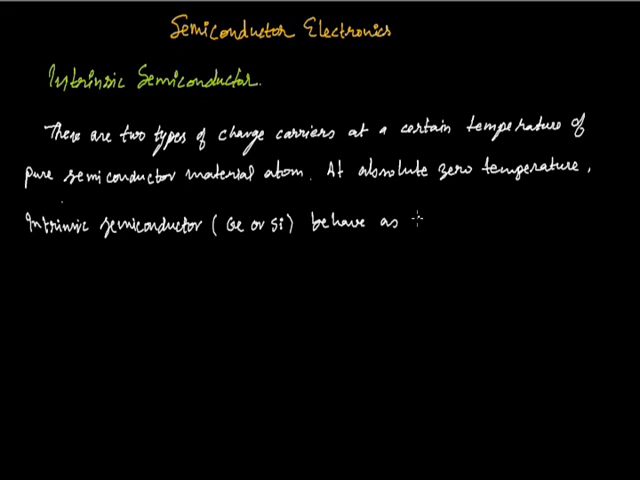 Semiconductor Electronics
Intrinsic Semiconductor.
There are two types of charge carriers at a certain temperature of
pure semiconductor material atom. At absolute zero temperature,
Intrinsic semiconductor (Ge or Si) behave as